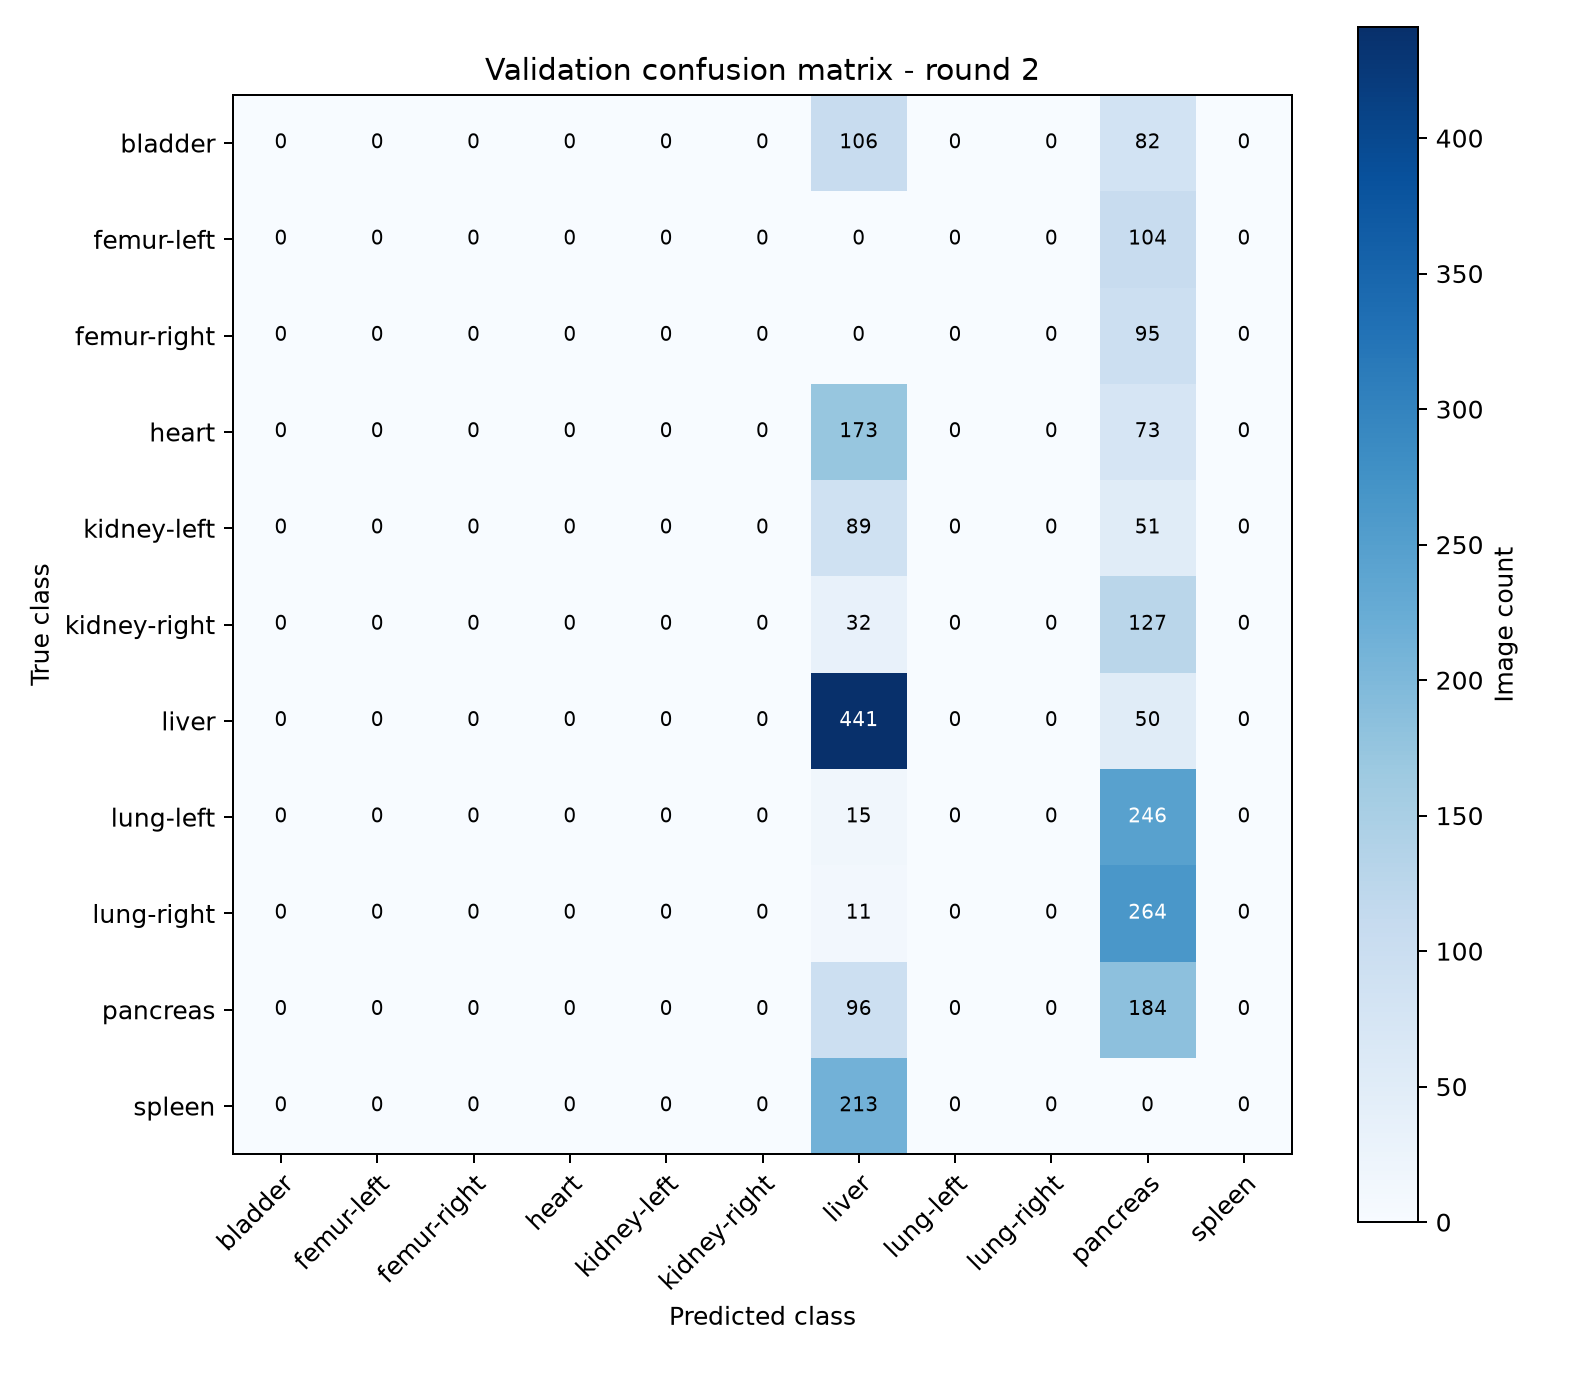 Validation confusion matrix - round 2
bladder 0 0 0 0 0 0 106 0 0 82 0
femur-left 0 0 0 0 0 0 0 0 0 104 0
femur-right 0 0 0 0 0 0 0 0 0 95 0
heart 0 0 0 0 0 0 173 0 0 73 0
kidney-left 0 0 0 0 0 0 89 0 0 51 0
kidney-right 0 0 0 0 0 0 32 0 0 127 0
liver 0 0 0 0 0 0 441 0 0 50 0
lung-left 0 0 0 0 0 0 15 0 0 246 0
lung-right 0 0 0 0 0 0 11 0 0 264 0
pancreas 0 0 0 0 0 0 96 0 0 184 0
spleen 0 0 0 0 0 0 213 0 0 0 0
True class
bladder femur-left femur-right heart kidney-left kidney-right liver lung-left lung-right pancreas spleen
Predicted class
400
350
300
250
200
150
100
50
0
Image count